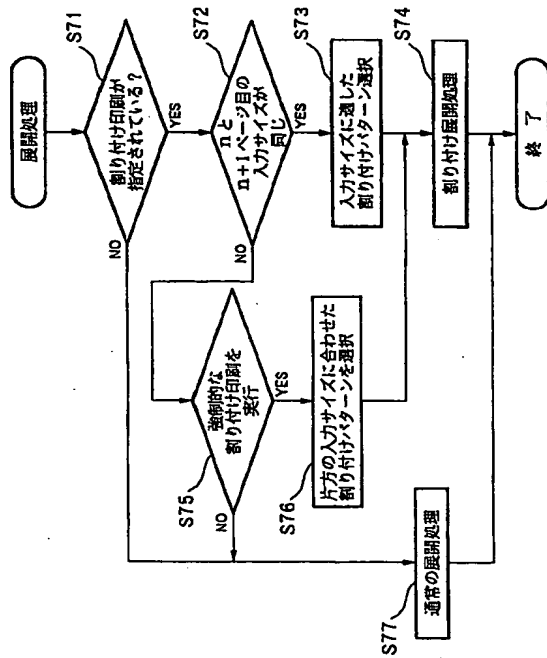 展開処理
S71
割り付け印刷が
指定されている？
NO
YES
S72
nと
n+1ページ目の
入力サイズが
同じ
NO
YES
S73
入力サイズに適した
割り付けパターン選択
S74
割り付け展開処理
S75
強制的な
割り付け印刷を
実行
NO
YES
S76
片方の入力サイズに合わせた
割り付けパターンを選択
S77
通常の展開処理
終了